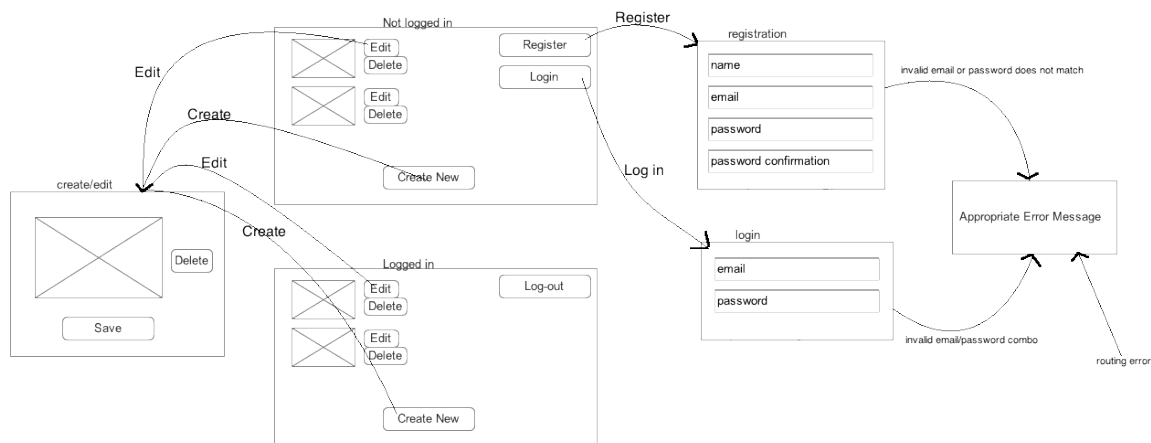 Not logged in
Edit
Delete
Edit
Delete
Create New
Register
Login
Register
Log in
registration
name
email
password
password confirmation
invalid email or password does not match
Edit
Create
Edit
Create
create/edit
Delete
Save
Logged in
Edit
Delete
Edit
Delete
Log-out
Create New
login
email
password
Appropriate Error Message
invalid email/password combo
routing error